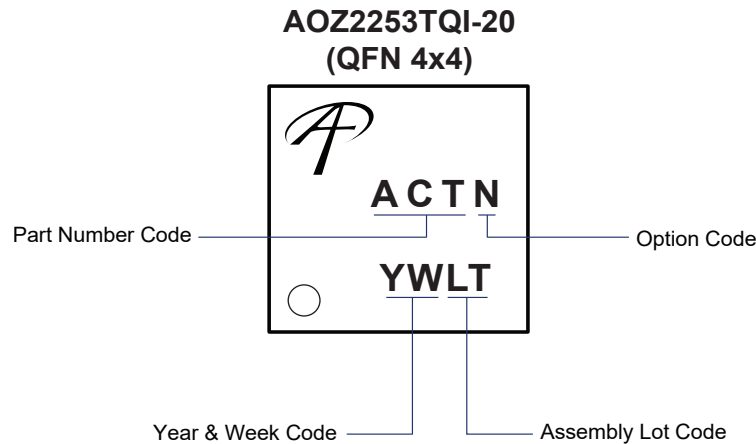 AOZ2253TQI-20
(QFN 4x4)
ACTN
Part Number Code
Option Code
YWLT
Year & Week Code
Assembly Lot Code